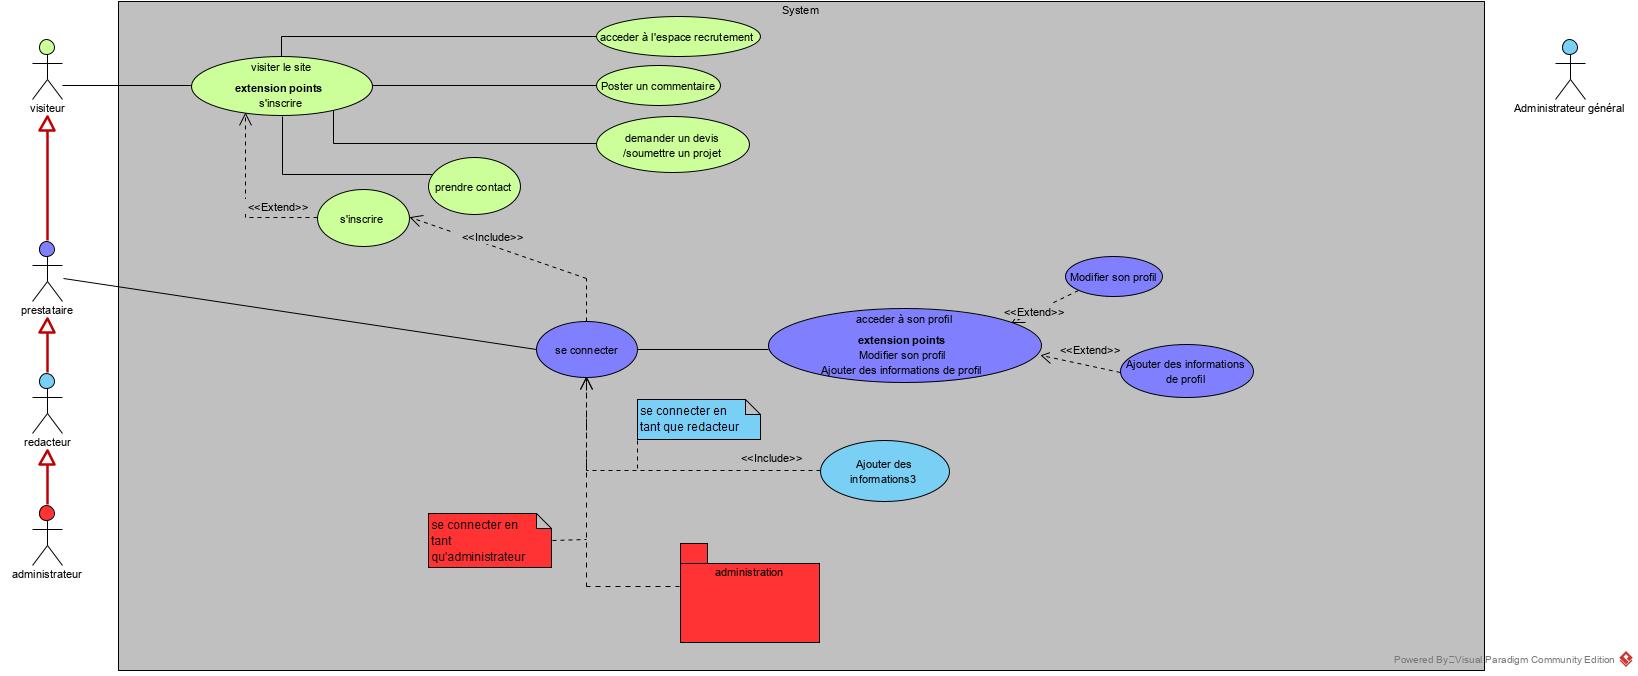 System
acceder à l'espace recrutement
visiter le site
extension points
s'inscrire
Poster un commentaire
visiteur
Administrateur général
demander un devis
/soumettre un projet
prendre contact
<<Extend>>
s'inscrire
<<Include>>
Modifier son profil
prestataire
<<Extend>>
acceder à son profil
extension points
Modifier son profil
Ajouter des informations de profil
se connecter
<<Extend>>
Ajouter des informations
de profil
se connecter en
tant que redacteur
redacteur
<<Include>>
Ajouter des
informations3
se connecter en
tant
qu'administrateur
administrateur
administration
Powered By Visual Paradigm Community Edition